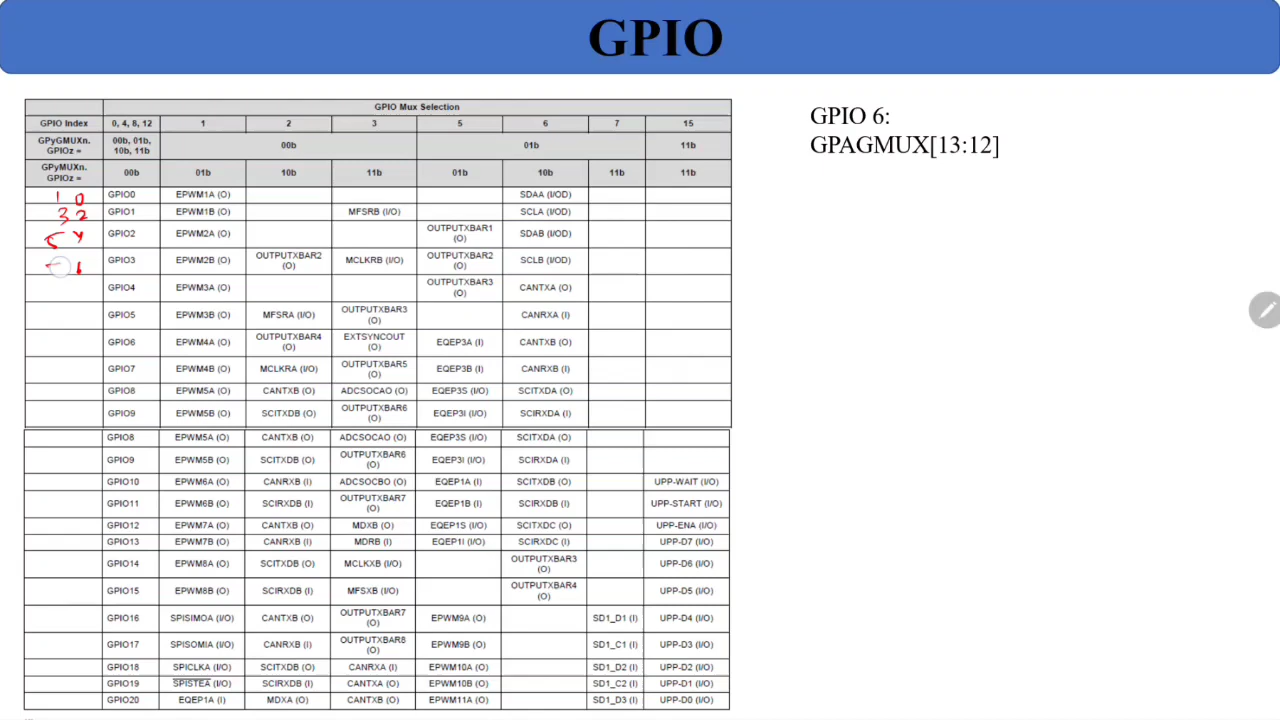 GPIO
GPIO Mux Selection
GPIO Index 0, 4, 8, 12 1 2 3 5 6 7 15
GPyGMUXn. GPIOz = 00b, 01b, 10b, 11b 00b 01b 11b
GPyMUXn. GPIOz = 00b 01b 10b 11b 01b 10b 11b 11b
1 0 GPIO0 EPWM1A (O) SDAA (I/OD)
3 2 GPIO1 EPWM1B (O) MFSRB (I/O) SCLA (I/OD)
5 4 GPIO2 EPWM2A (O) OUTPUTXBAR1 (O) SDAB (I/OD)
6 GPIO3 EPWM2B (O) OUTPUTXBAR2 (O) MCLKRB (I/O) OUTPUTXBAR2 (O) SCLB (I/OD)
GPIO4 EPWM3A (O) OUTPUTXBAR3 (O) CANTXA (O)
GPIO5 EPWM3B (O) MFSRA (I/O) OUTPUTXBAR3 (O) CANRXA (I)
GPIO6 EPWM4A (O) OUTPUTXBAR4 (O) EXTSYNCOUT (O) EQEP3A (I) CANTXB (O)
GPIO7 EPWM4B (O) MCLKRA (I/O) OUTPUTXBAR5 (O) EQEP3B (I) CANRXB (I)
GPIO8 EPWM5A (O) CANTXB (O) ADCSOCAO (O) EQEP3S (I/O) SCITXDA (O)
GPIO9 EPWM5B (O) SCITXDB (O) OUTPUTXBAR6 (O) EQEP3I (I/O) SCIRXDA (I)
GPIO8 EPWM5A (O) CANTXB (O) ADCSOCAO (O) EQEP3S (I/O) SCITXDA (O)
GPIO9 EPWM5B (O) SCITXDB (O) OUTPUTXBAR6 (O) EQEP3I (I/O) SCIRXDA (I)
GPIO10 EPWM6A (O) CANRXB (I) ADCSOCBO (O) EQEP1A (I) SCITXDB (O) UPP-WAIT (I/O)
GPIO11 EPWM6B (O) SCIRXDB (I) OUTPUTXBAR7 (O) EQEP1B (I) SCIRXDB (I) UPP-START (I/O)
GPIO12 EPWM7A (O) CANTXB (O) MDXB (O) EQEP1S (I/O) SCITXDC (O) UPP-ENA (I/O)
GPIO13 EPWM7B (O) CANRXB (I) MDRB (I) EQEP1I (I/O) SCIRXDC (I) UPP-D7 (I/O)
GPIO14 EPWM8A (O) SCITXDB (O) MCLKXB (I/O) OUTPUTXBAR3 (O) UPP-D6 (I/O)
GPIO15 EPWM8B (O) SCIRXDB (I) MFSXB (I/O) OUTPUTXBAR4 (O) UPP-D5 (I/O)
GPIO16 SPISIMOA (I/O) CANTXB (O) OUTPUTXBAR7 (O) EPWM9A (O) SD1_D1 (I) UPP-D4 (I/O)
GPIO17 SPISOMIA (I/O) CANRXB (I) OUTPUTXBAR8 (O) EPWM9B (O) SD1_C1 (I) UPP-D3 (I/O)
GPIO18 SPICLKA (I/O) SCITXDB (O) CANRXA (I) EPWM10A (O) SD1_D2 (I) UPP-D2 (I/O)
GPIO19 SPISTEA (I/O) SCIRXDB (I) CANTXA (O) EPWM10B (O) SD1_C2 (I) UPP-D1 (I/O)
GPIO20 EQEP1A (I) MDXA (O) CANTXB (O) EPWM11A (O) SD1_D3 (I) UPP-D0 (I/O)
GPIO 6:
GPAGMUX[13:12]